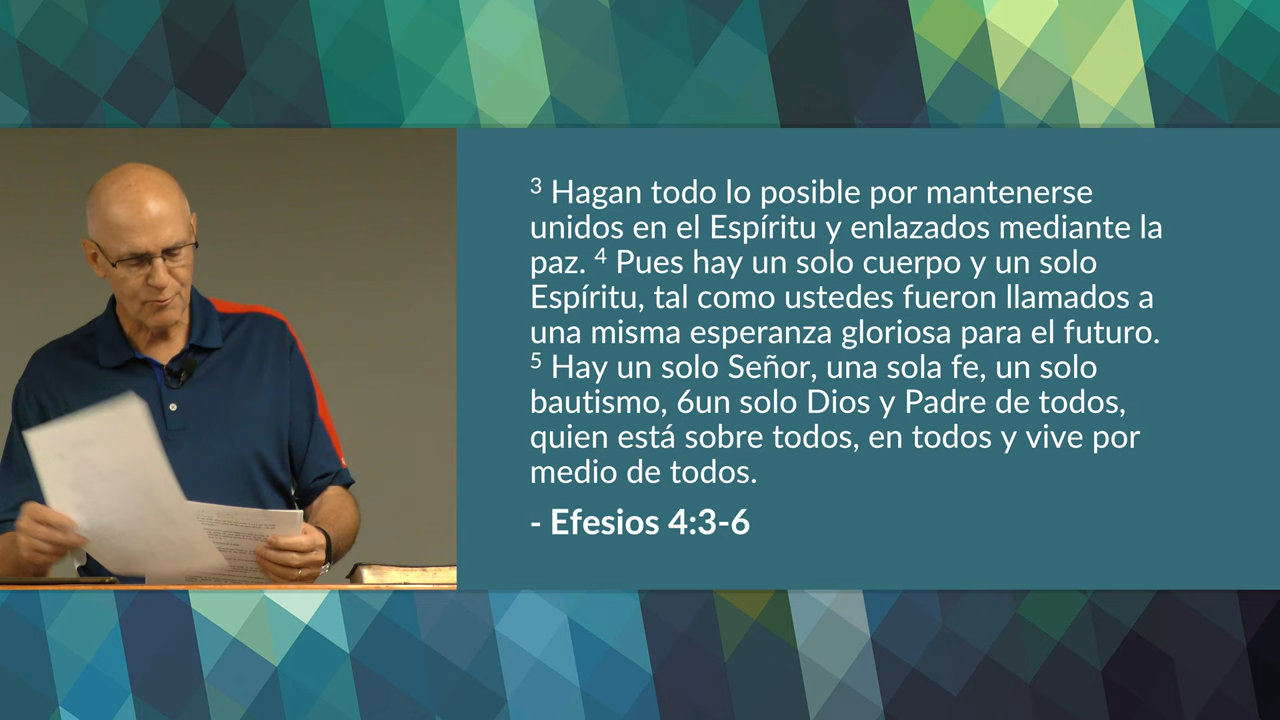 ³ Hagan todo lo posible por mantenerse
unidos en el Espíritu y enlazados mediante la
paz. ⁴ Pues hay un solo cuerpo y un solo
Espíritu, tal como ustedes fueron llamados a
una misma esperanza gloriosa para el futuro.
⁵ Hay un solo Señor, una sola fe, un solo
bautismo, 6un solo Dios y Padre de todos,
quien está sobre todos, en todos y vive por
medio de todos.
- Efesios 4:3-6